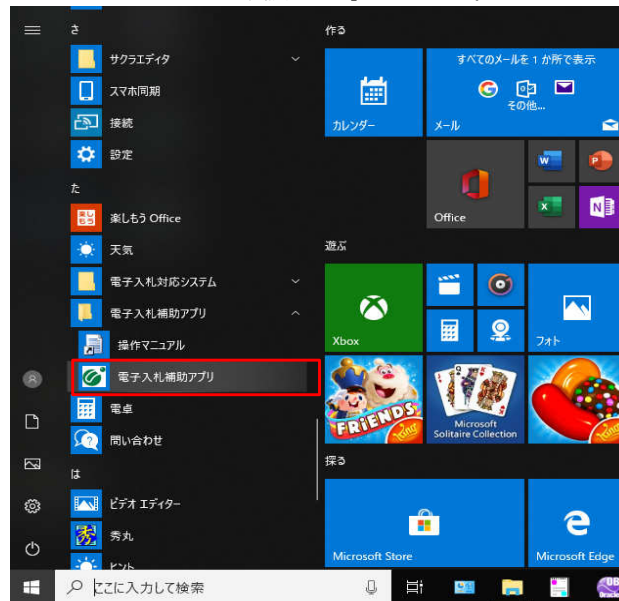 さ
サクラエディタ
スマホ同期
接続
設定
た
楽しもう Office
天気
電子入札対応システム
電子入札補助アプリ
操作マニュアル
電子入札補助アプリ
電卓
問い合わせ
は
ビデオ エディター
秀丸
ヒント
作る
カレンダー
すべてのメールを 1 か所で表示
その他...
メール
Office
遊ぶ
Xbox
フォト
FRIENDS
King
Microsoft
Solitaire Collection
King
探る
Microsoft Store
Microsoft Edge
ここに入力して検索